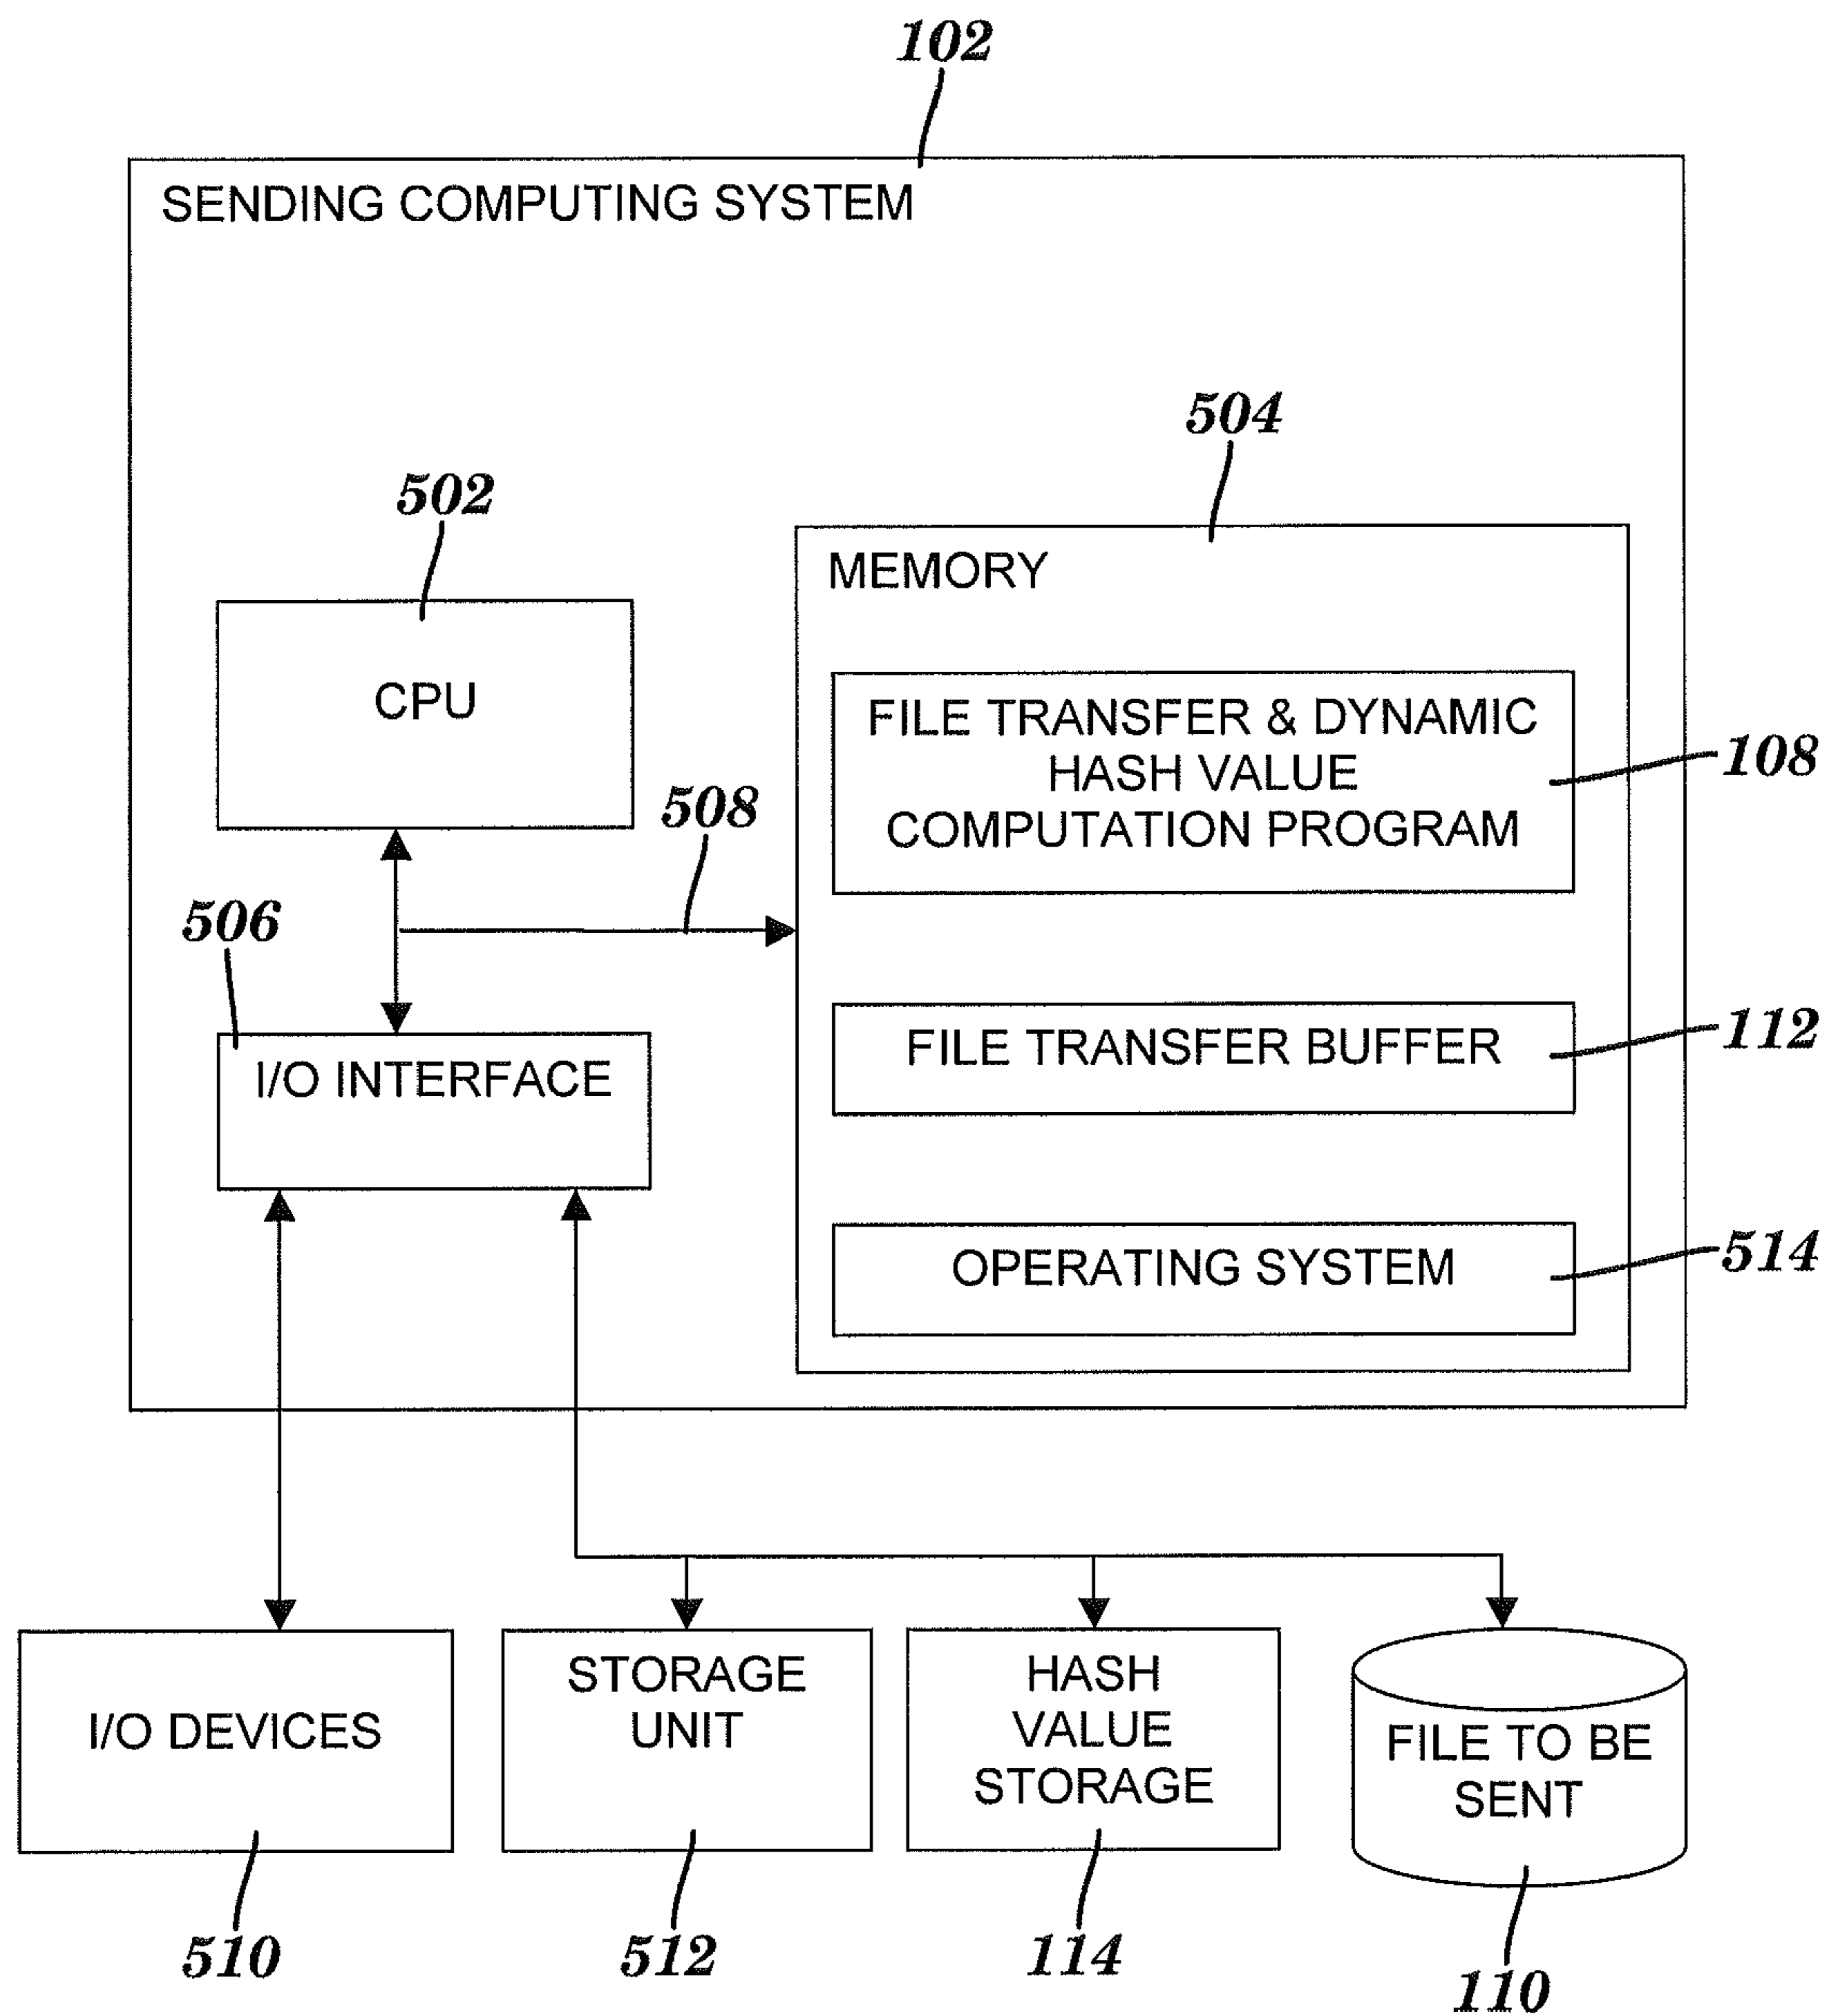 102
SENDING COMPUTING SYSTEM
504
502
MEMORY
CPU
FILE TRANSFER & DYNAMIC
HASH VALUE
COMPUTATION PROGRAM
108
508
506
I/O INTERFACE
FILE TRANSFER BUFFER
112
OPERATING SYSTEM
514
I/O DEVICES
STORAGE
UNIT
HASH
VALUE
STORAGE
FILE TO BE
SENT
510
512
114
110